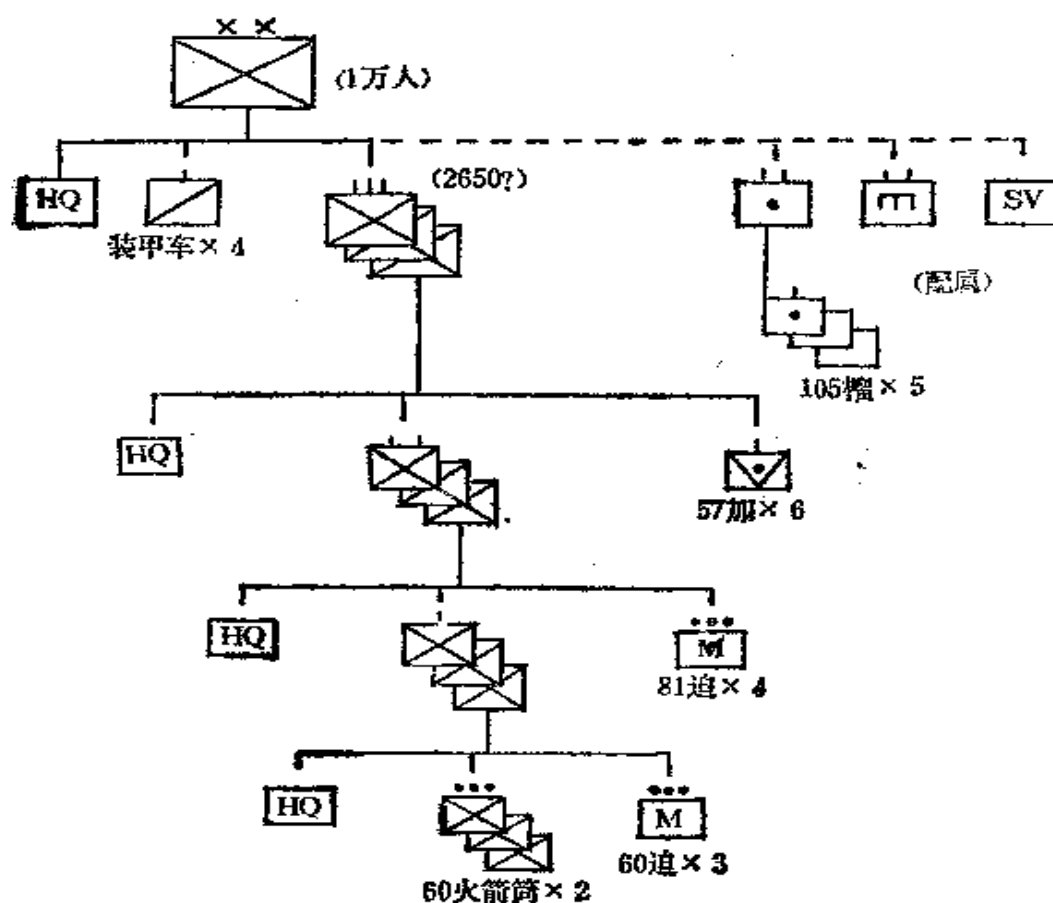 (1万人)
(2650?)
HQ
SV
装甲车×4
(配属)
105榴×5
HQ
57加×6
HQ
M
81迫×4
HQ
M
60迫×3
60火箭筒×2